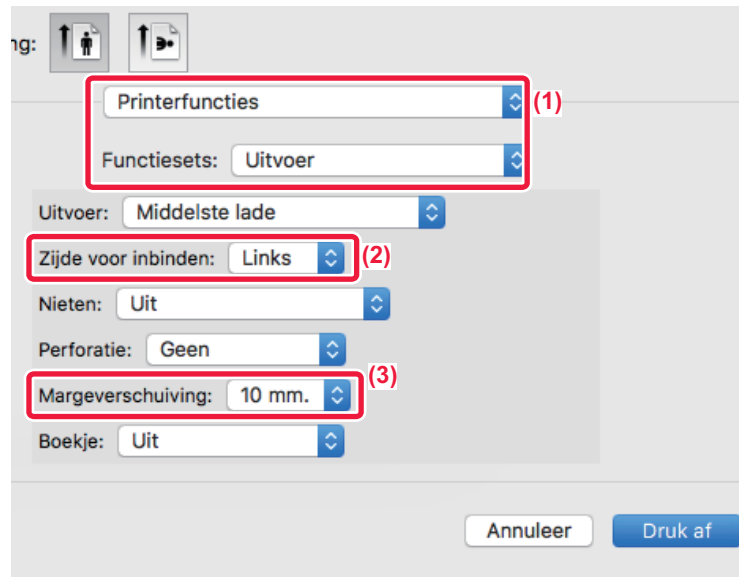 ng:
Printerfuncties (1)
Functiesets: Uitvoer
Uitvoer: Middelste lade
Zijde voor inbinden: Links (2)
Nieten: Uit
Perforatie: Geen
(3)
Margeverschuiving: 10 mm.
Boekje: Uit
Annuleer Druk af